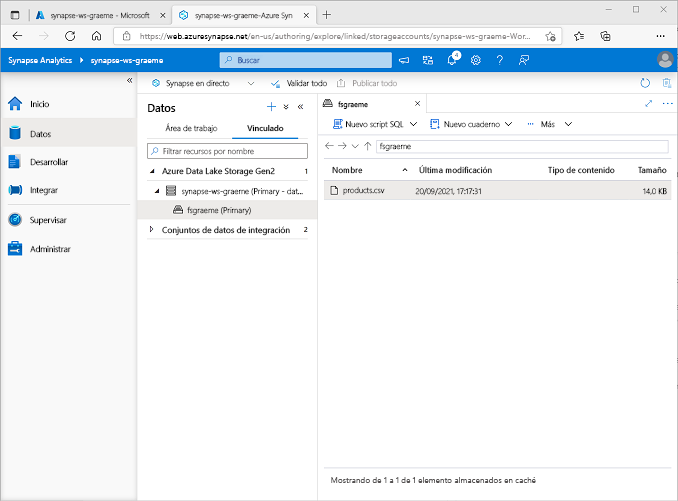 synapse-ws-graeme - Microsoft
synapse-ws-graeme-Azure Syn
https://web.azuresynapse.net/en-us/authoring/explore/linked/storageaccounts/synapse-ws-graeme-Wor...
Synapse Analytics
synapse-ws-graeme
Buscar
4
Inicio
Datos
Desarrollar
Integrar
Supervisar
Administrar
Synapse en directo
Validar todo
Publicar todo
Datos
Área de trabajo
Vinculado
Filtrar recursos por nombre
Azure Data Lake Storage Gen2 1
synapse-ws-graeme (Primary - dat...
fsgraeme (Primary)
Conjuntos de datos de integración 2
fsgraeme
Nuevo script SQL
Nuevo cuaderno
Más
fsgraeme
Nombre Última modificación Tipo de contenido Tamaño
products.csv 20/09/2021, 17:17:31 14,0 KB
Mostrando de 1 a 1 de 1 elemento almacenados en caché